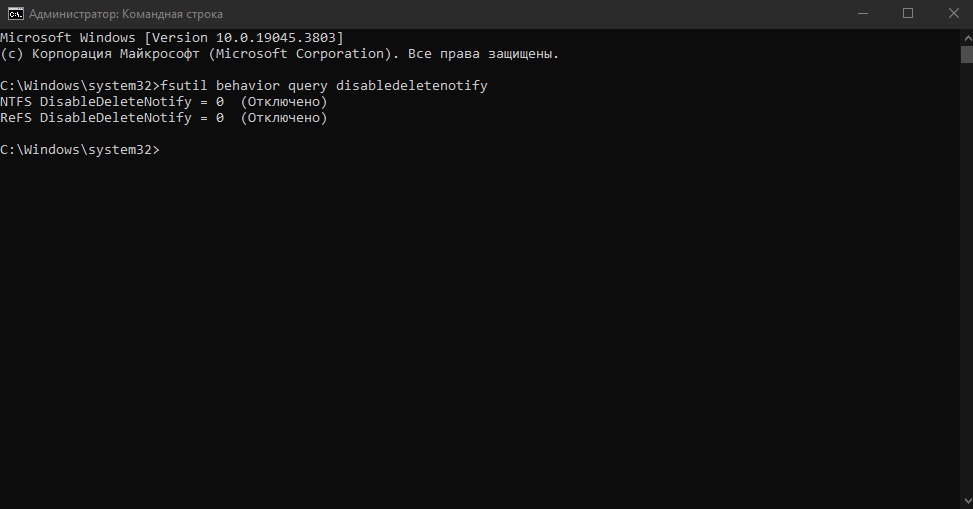 Администратор: Командная строка
Microsoft Windows [Version 10.0.19045.3803]
(c) Корпорация Майкрософт (Microsoft Corporation). Все права защищены.
C:\Windows\system32>fsutil behavior query disabledeletenotify
NTFS DisableDeleteNotify = 0  (Отключено)
ReFS DisableDeleteNotify = 0  (Отключено)
C:\Windows\system32>